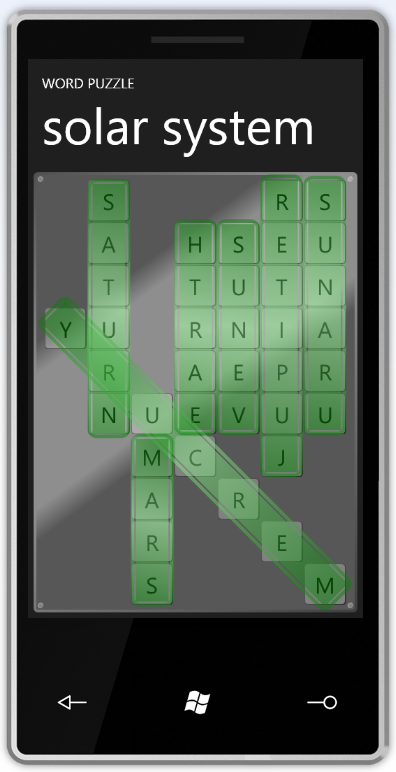 WORD PUZZLE
solar system
S R S
A H S E U
T T U T N
Y U R N I A
R A E P R
N U E V U U
M C J
A R
R E
S M